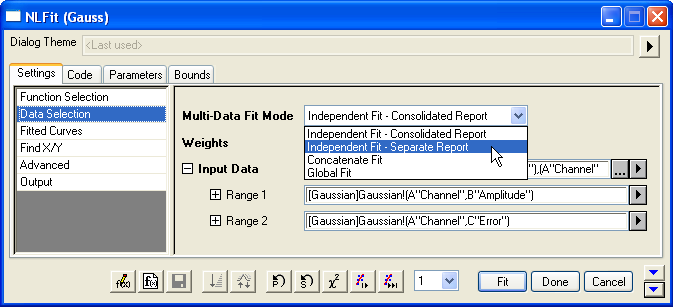 NLFit (Gauss)
Dialog Theme <Last used>
Settings Code Parameters Bounds
Function Selection
Data Selection
Fitted Curves
Find X/Y
Advanced
Output
Multi-Data Fit Mode Independent Fit - Consolidated Report
Independent Fit - Consolidated Report
Independent Fit - Separate Report
Concatenate Fit
Global Fit
Weights
Input Data "),(A"Channel" ...
Range 1 [[Gaussian]Gaussian!(A"Channel",B"Amplitude")
Range 2 [[Gaussian]Gaussian!(A"Channel",C"Error")
P S χ² 1 Fit Done Cancel